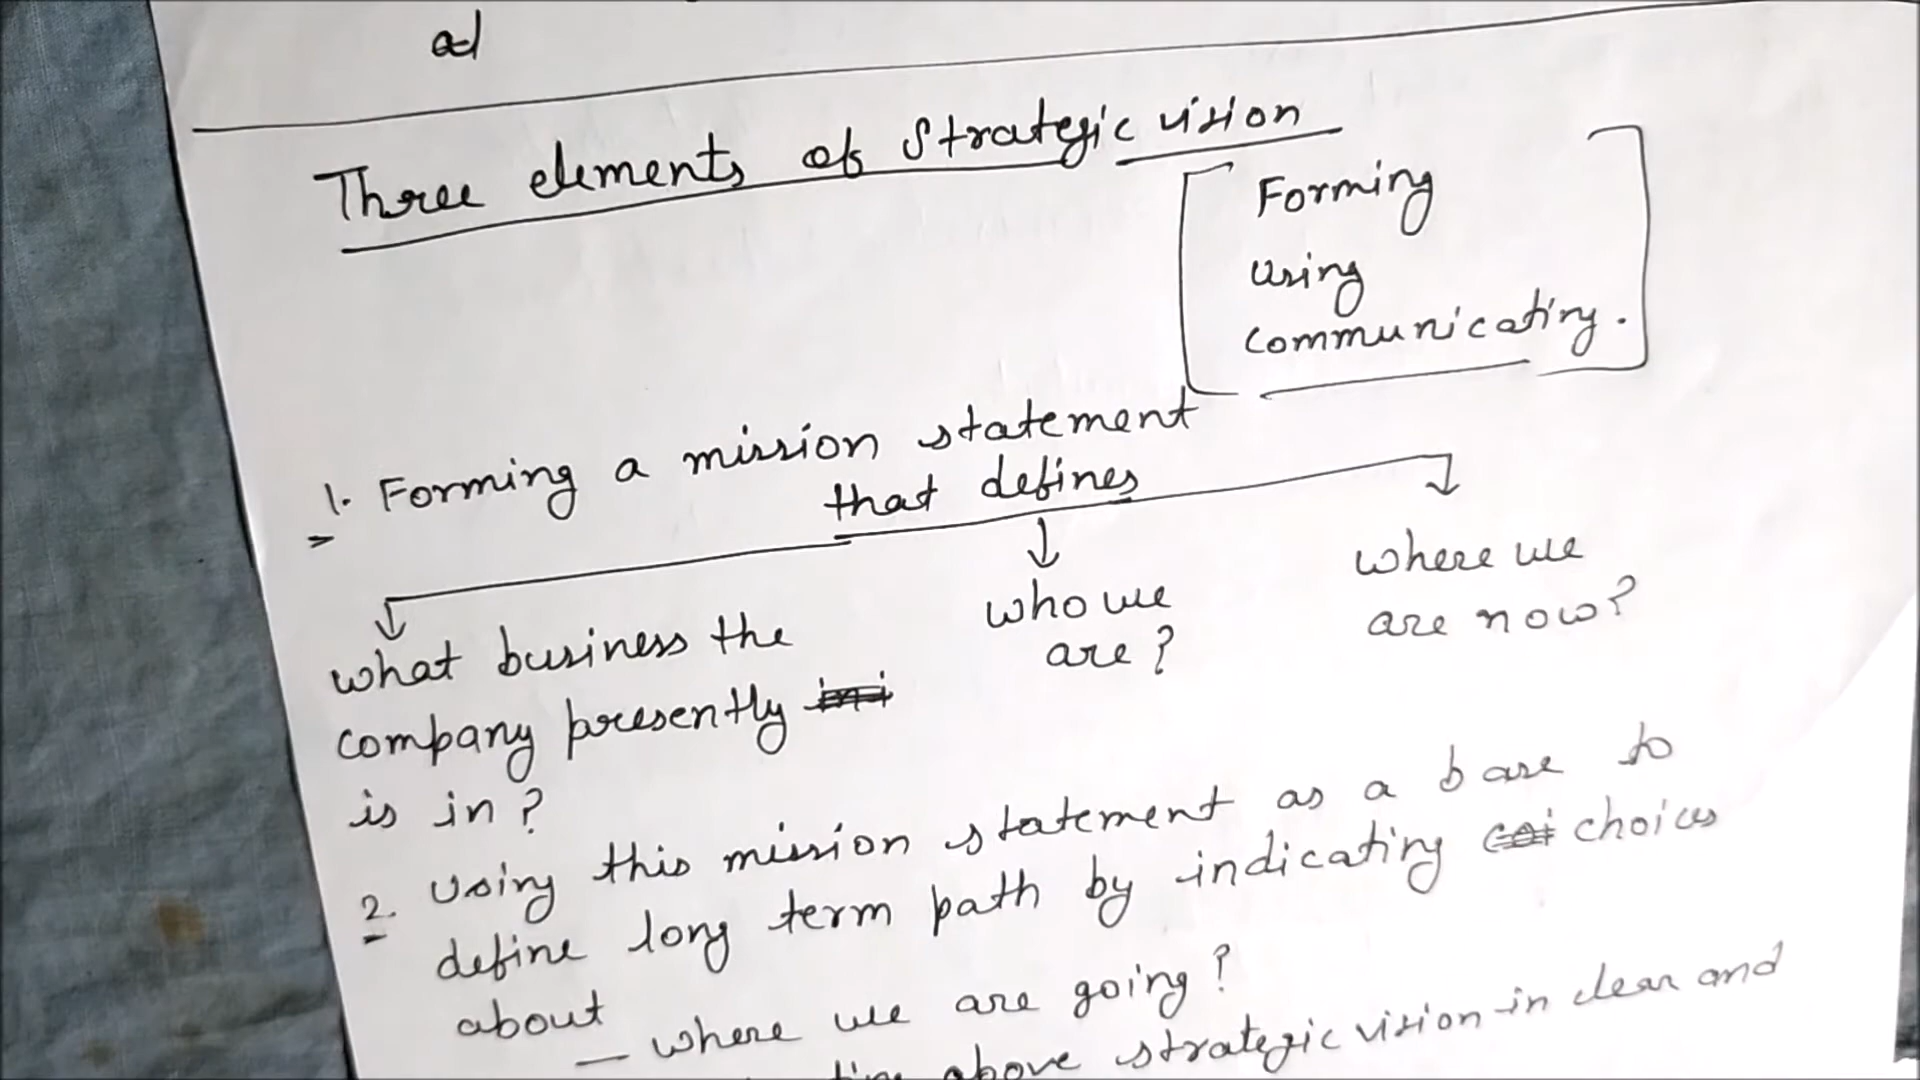 a)
Three elements of Strategic vision
Forming
using
communicating.
1. Forming a mission statement
that defines
what business the
company presently
is in?
who we
are?
where we
are now?
2. Using this mission statement as a base to
define long term path by indicating choices
about
— where we are going?
above strategic vision in clear and